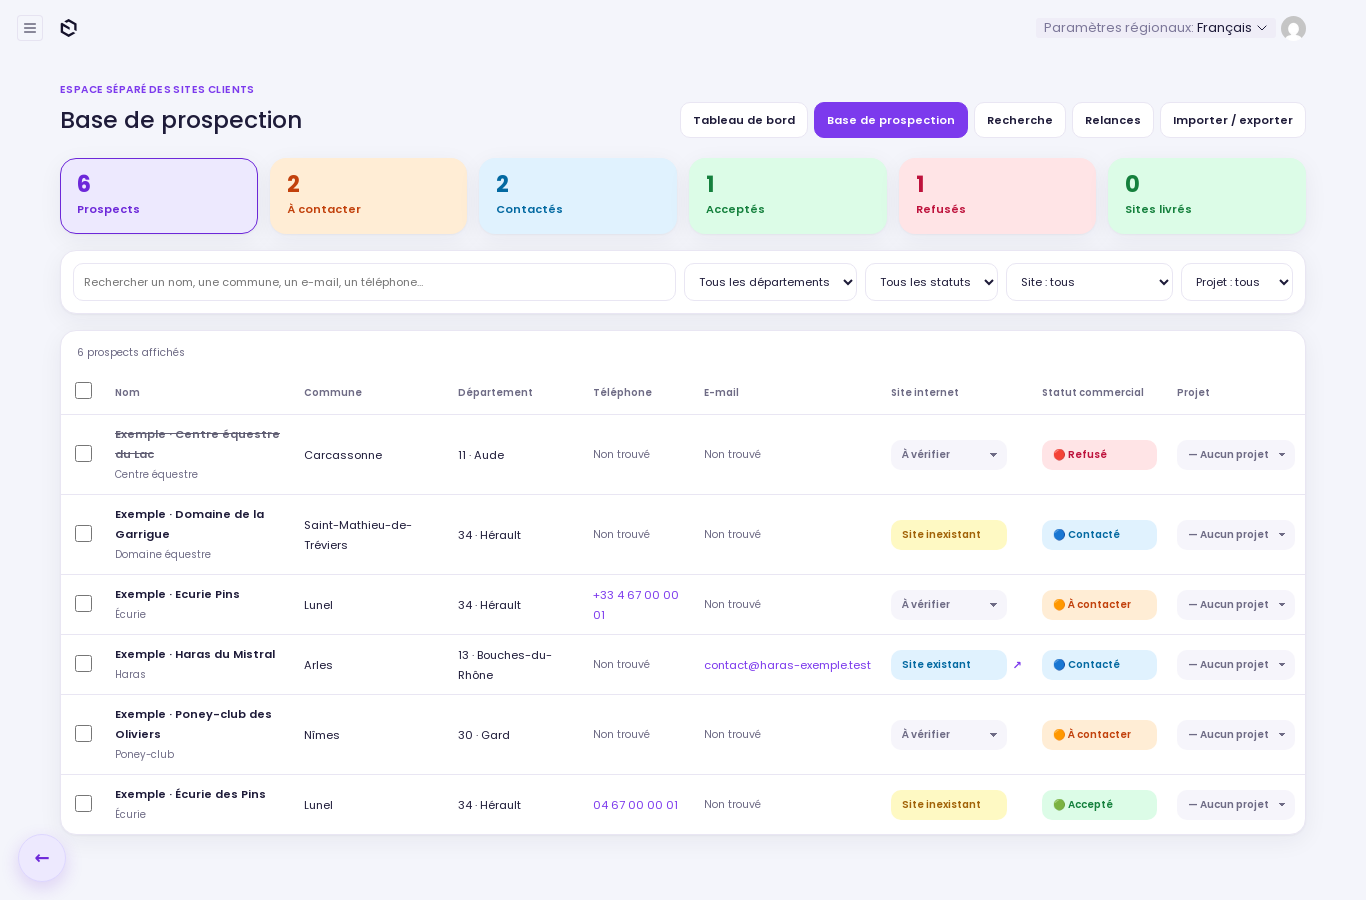 Paramètres régionaux: Français
ESPACE SÉPARÉ DES SITES CLIENTS
Base de prospection
Tableau de bord
Base de prospection
Recherche
Relances
Importer / exporter
6
Prospects
2
À contacter
2
Contactés
1
Acceptés
1
Refusés
0
Sites livrés
Rechercher un nom, une commune, un e-mail, un téléphone…
Tous les départements
Tous les statuts
Site : tous
Projet : tous
6 prospects affichés
Nom Commune Département Téléphone E-mail Site internet Statut commercial Projet
Exemple · Centre équestre
du Lac
Centre équestre
Carcassonne
11 · Aude
Non trouvé
Non trouvé
À vérifier
Refusé
— Aucun projet
Exemple · Domaine de la
Garrigue
Domaine équestre
Saint-Mathieu-de-
Tréviers
34 · Hérault
Non trouvé
Non trouvé
Site inexistant
Contacté
— Aucun projet
Exemple · Ecurie Pins
Écurie
Lunel
34 · Hérault
+33 4 67 00 00
01
Non trouvé
À vérifier
À contacter
— Aucun projet
Exemple · Haras du Mistral
Haras
Arles
13 · Bouches-du-
Rhône
Non trouvé
contact@haras-exemple.test
Site existant ↗
Contacté
— Aucun projet
Exemple · Poney-club des
Oliviers
Poney-club
Nîmes
30 · Gard
Non trouvé
Non trouvé
À vérifier
À contacter
— Aucun projet
Exemple · Écurie des Pins
Écurie
Lunel
34 · Hérault
04 67 00 00 01
Non trouvé
Site inexistant
Accepté
— Aucun projet
←